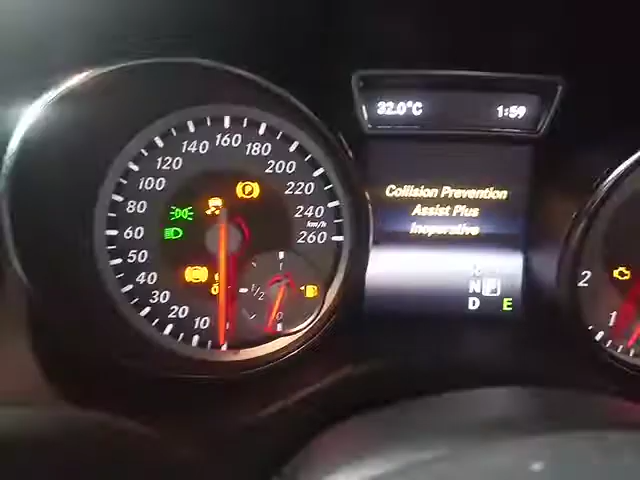 32.0°C 1:59
Collision Prevention
Assist Plus
Inoperative
R
N P
D E
10
20
30
40
50
60
80
100
120
140
160
180
200
220
240
km/h
260
P
1/2
0
2
1